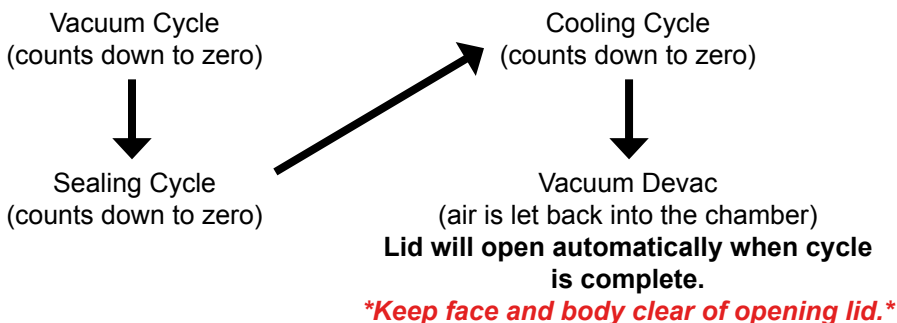 Vacuum Cycle
(counts down to zero)
Sealing Cycle
(counts down to zero)
Cooling Cycle
(counts down to zero)
Vacuum Devac
(air is let back into the chamber)
Lid will open automatically when cycle
is complete.
*Keep face and body clear of opening lid.*